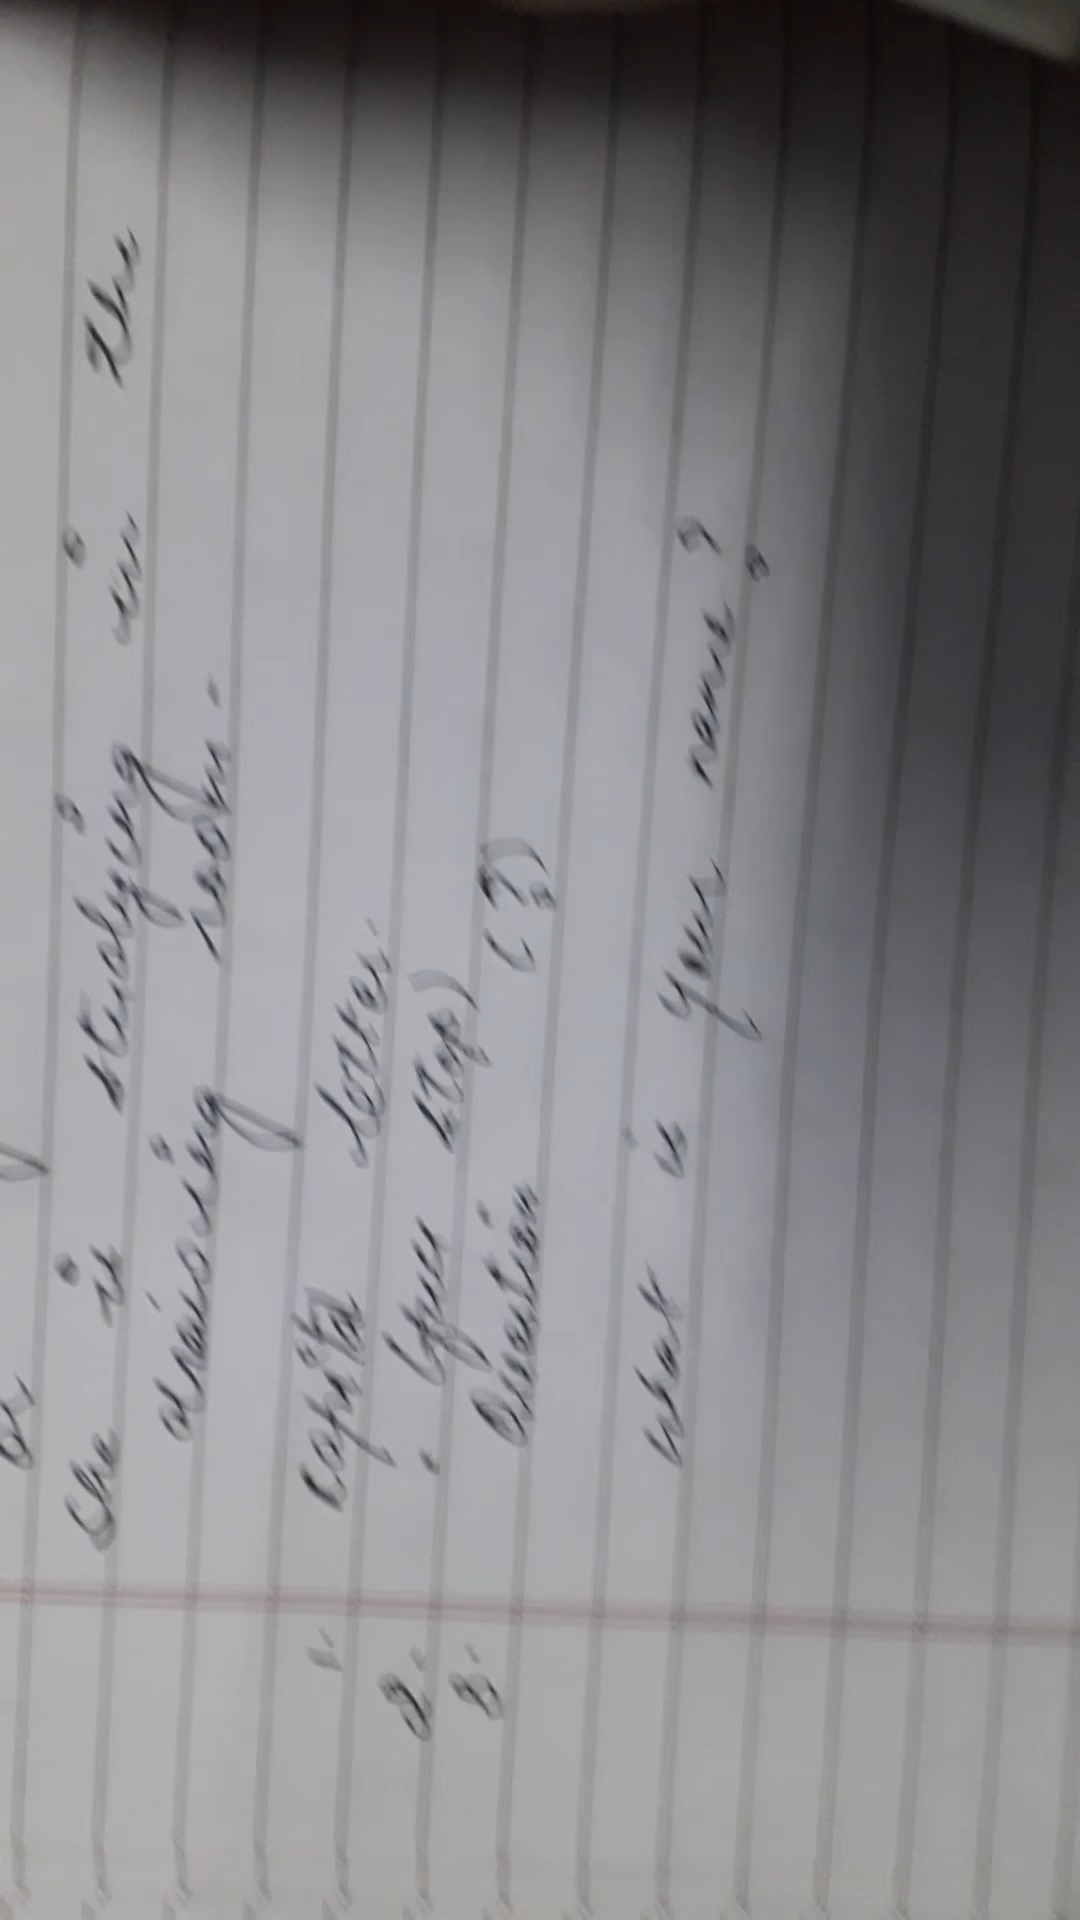 she is studying in the
drawing room.
1. capital letter.
2. . (full stop)
3. Question (?)
what is your name?